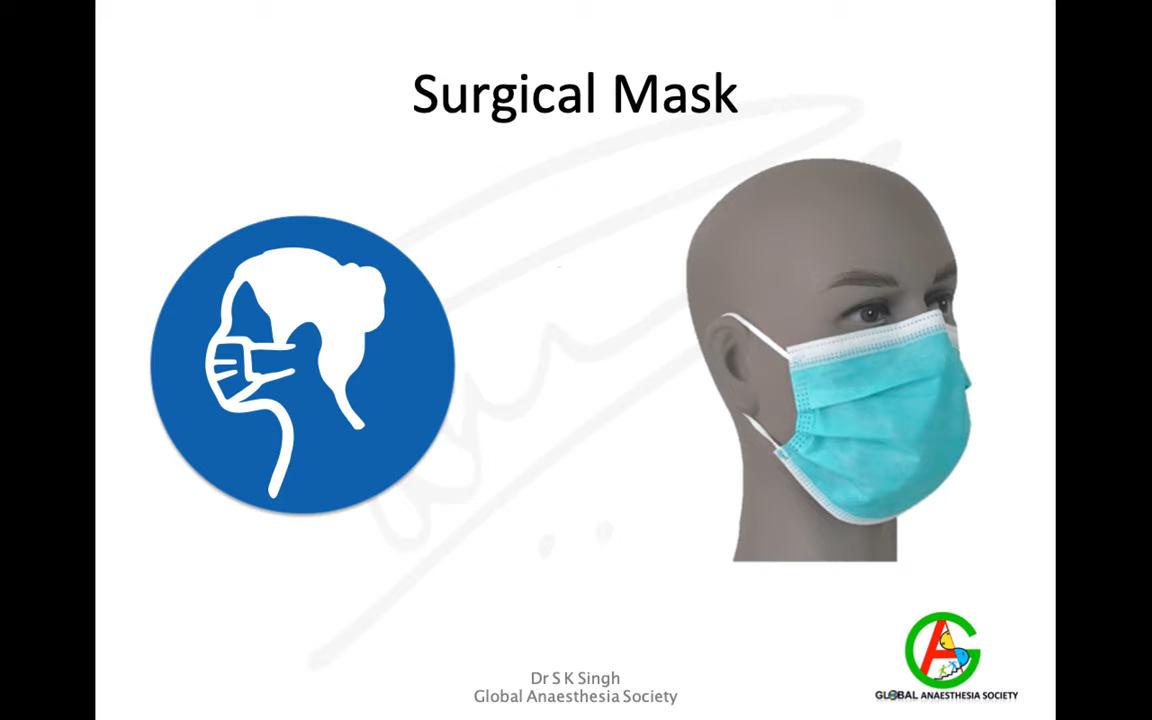 Surgical Mask
Dr S K Singh
Global Anaesthesia Society
GLOBAL ANAESTHESIA SOCIETY